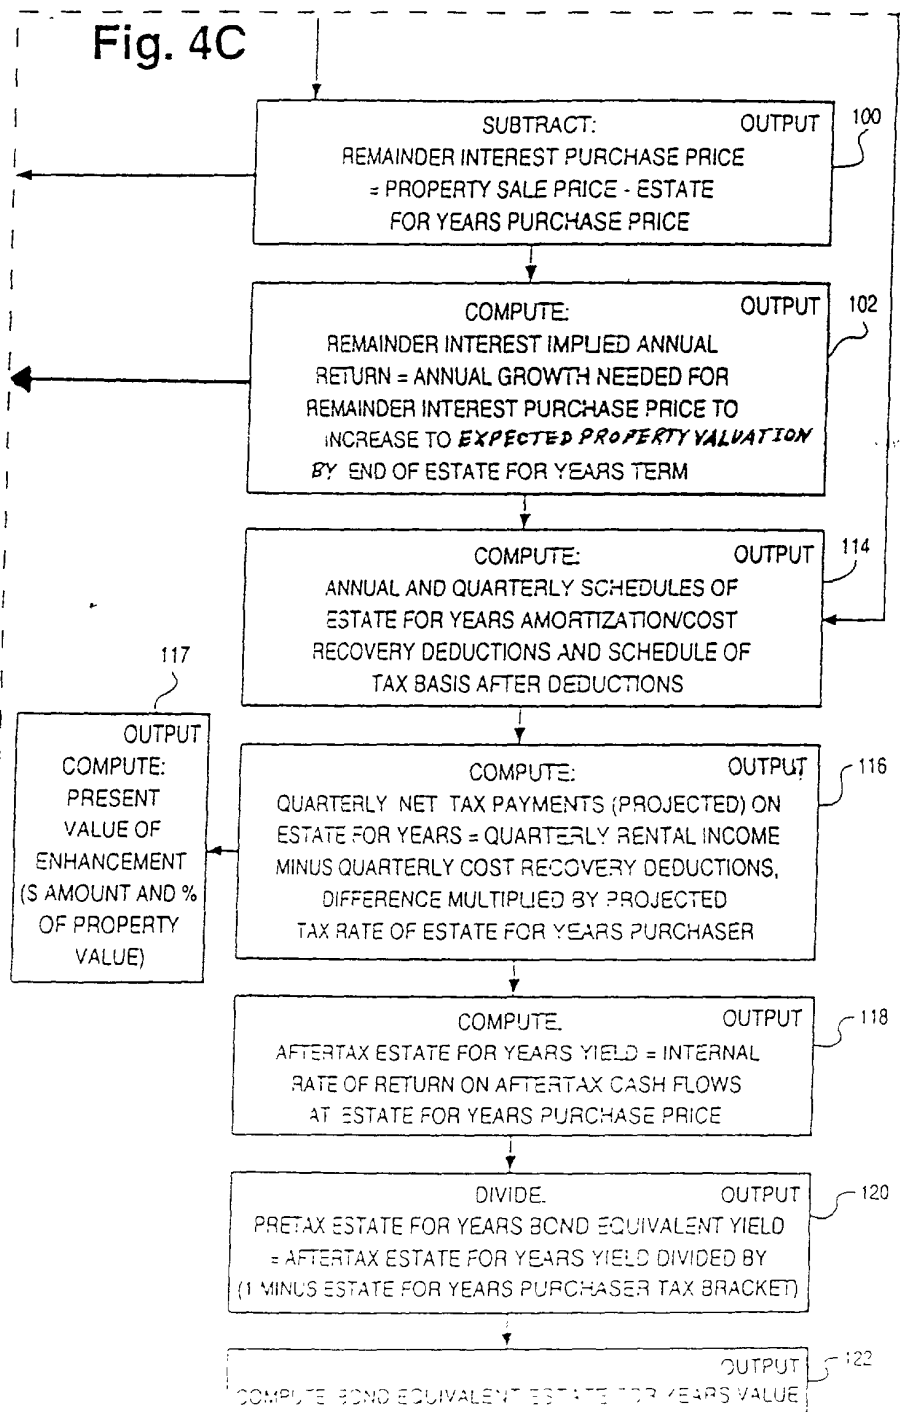 Fig. 4C
SUBTRACT: OUTPUT
REMAINDER INTEREST PURCHASE PRICE
= PROPERTY SALE PRICE - ESTATE
FOR YEARS PURCHASE PRICE
100
COMPUTE: OUTPUT
REMAINDER INTEREST IMPLIED ANNUAL
RETURN = ANNUAL GROWTH NEEDED FOR
REMAINDER INTEREST PURCHASE PRICE TO
INCREASE TO EXPECTED PROPERTY VALUATION
BY END OF ESTATE FOR YEARS TERM
102
COMPUTE: OUTPUT
ANNUAL AND QUARTERLY SCHEDULES OF
ESTATE FOR YEARS AMORTIZATION/COST
RECOVERY DEDUCTIONS AND SCHEDULE OF
TAX BASIS AFTER DEDUCTIONS
114
117
OUTPUT
COMPUTE:
PRESENT
VALUE OF
ENHANCEMENT
($ AMOUNT AND %
OF PROPERTY
VALUE)
COMPUTE: OUTPUT
QUARTERLY NET TAX PAYMENTS (PROJECTED) ON
ESTATE FOR YEARS = QUARTERLY RENTAL INCOME
MINUS QUARTERLY COST RECOVERY DEDUCTIONS,
DIFFERENCE MULTIPLIED BY PROJECTED
TAX RATE OF ESTATE FOR YEARS PURCHASER
116
COMPUTE. OUTPUT
AFTERTAX ESTATE FOR YEARS YIELD = INTERNAL
RATE OF RETURN ON AFTERTAX CASH FLOWS
AT ESTATE FOR YEARS PURCHASE PRICE
118
DIVIDE. OUTPUT
PRETAX ESTATE FOR YEARS BOND EQUIVALENT YIELD
= AFTERTAX ESTATE FOR YEARS YIELD DIVIDED BY
(1 MINUS ESTATE FOR YEARS PURCHASER TAX BRACKET)
120
OUTPUT
COMPUTE BOND EQUIVALENT ESTATE FOR YEARS VALUE
122